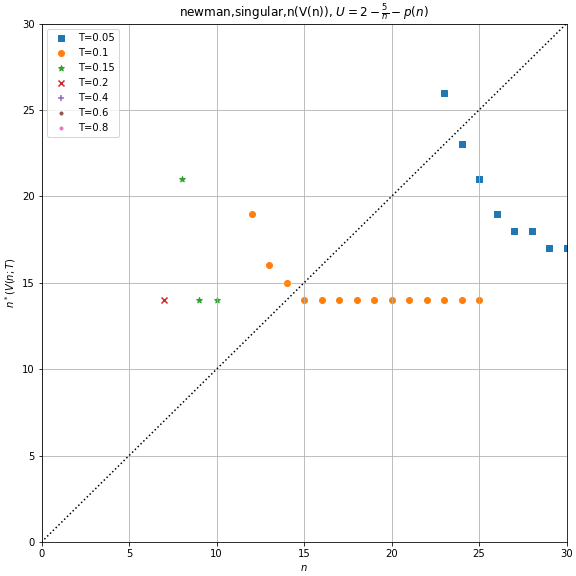 newman,singular,n(V(n)), $U = 2 - \frac{5}{n} - p(n)$
30
25
20
15
10
5
0
T=0.05
T=0.1
T=0.15
T=0.2
T=0.4
T=0.6
T=0.8
$n^*(V(n;T)$
0 5 10 15 20 25 30
n